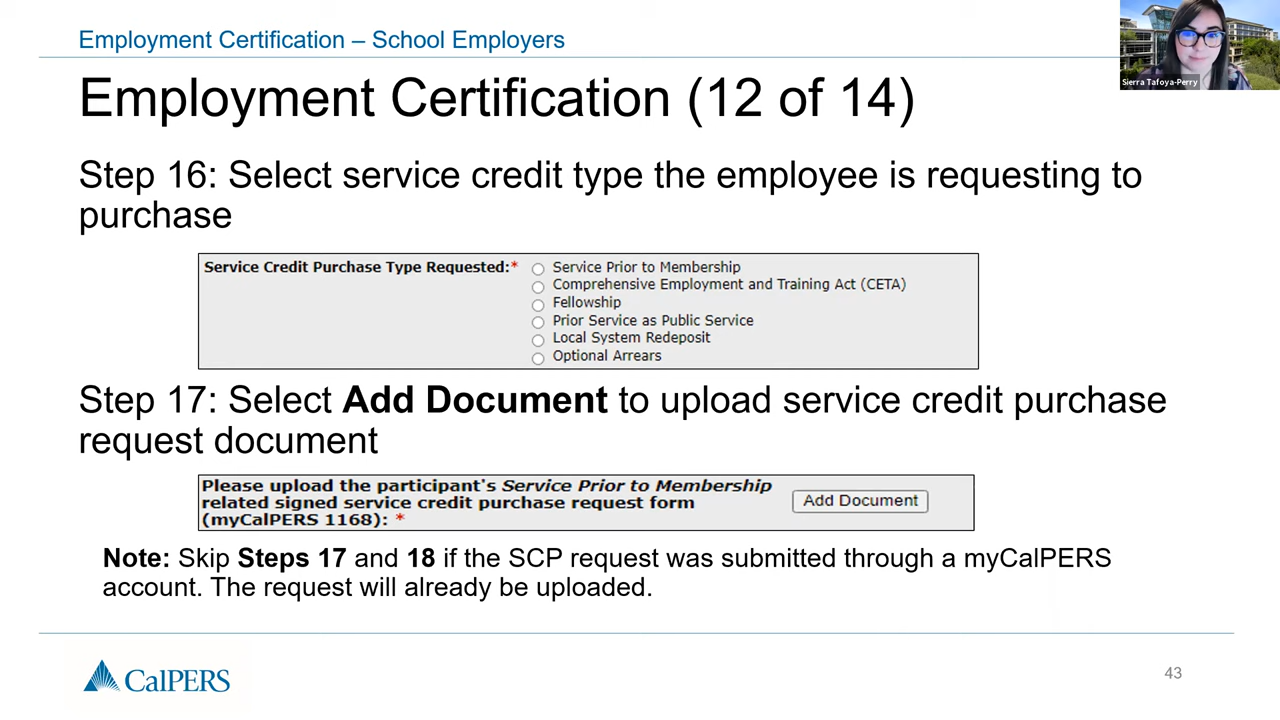 Employment Certification – School Employers
Sierra Tafoya-Perry
Employment Certification (12 of 14)
Step 16: Select service credit type the employee is requesting to
purchase
Service Credit Purchase Type Requested:*
Service Prior to Membership
Comprehensive Employment and Training Act (CETA)
Fellowship
Prior Service as Public Service
Local System Redeposit
Optional Arrears
Step 17: Select Add Document to upload service credit purchase
request document
Please upload the participant's Service Prior to Membership
related signed service credit purchase request form
(myCalPERS 1168): *
Add Document
Note: Skip Steps 17 and 18 if the SCP request was submitted through a myCalPERS
account. The request will already be uploaded.
CalPERS
43